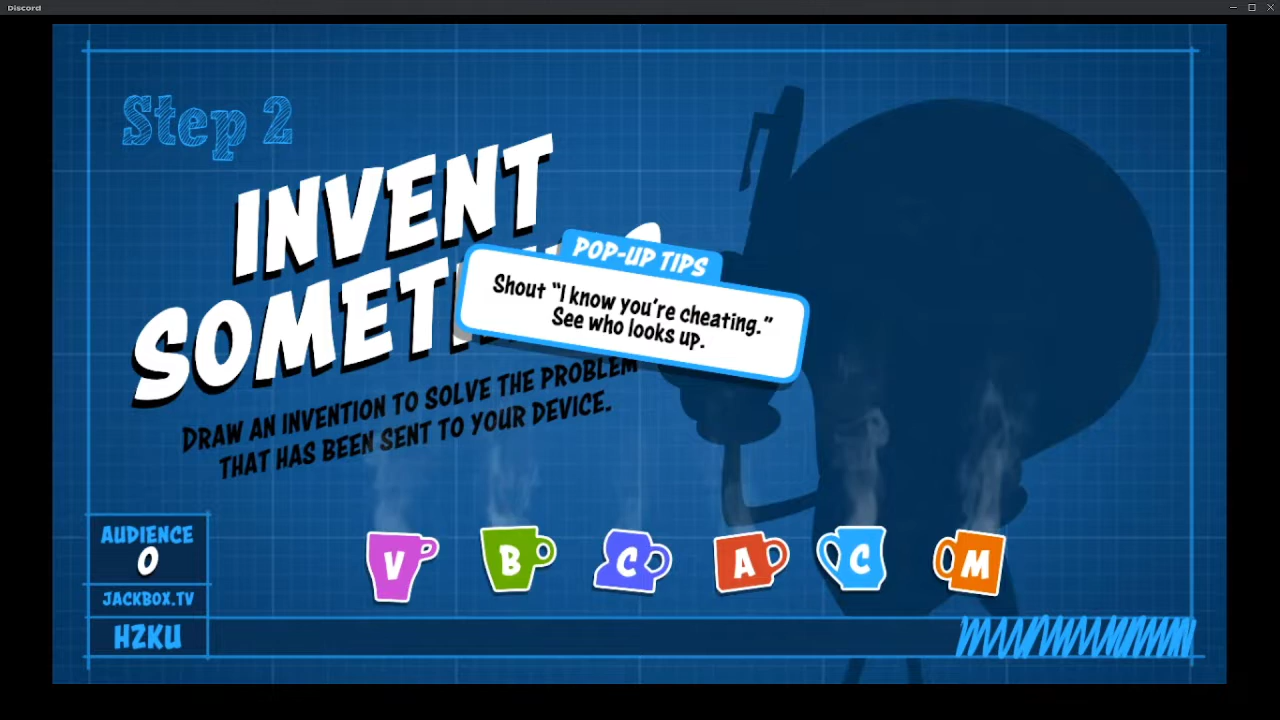 Discord
Step 2
INVENT
POP-UP TIPS
Shout “I know you’re cheating.”
See who looks up.
DRAW AN INVENTION TO SOLVE THE PROBLEM
THAT HAS BEEN SENT TO YOUR DEVICE.
V B C A C M
AUDIENCE
0
JACKBOX.TV
HZKU